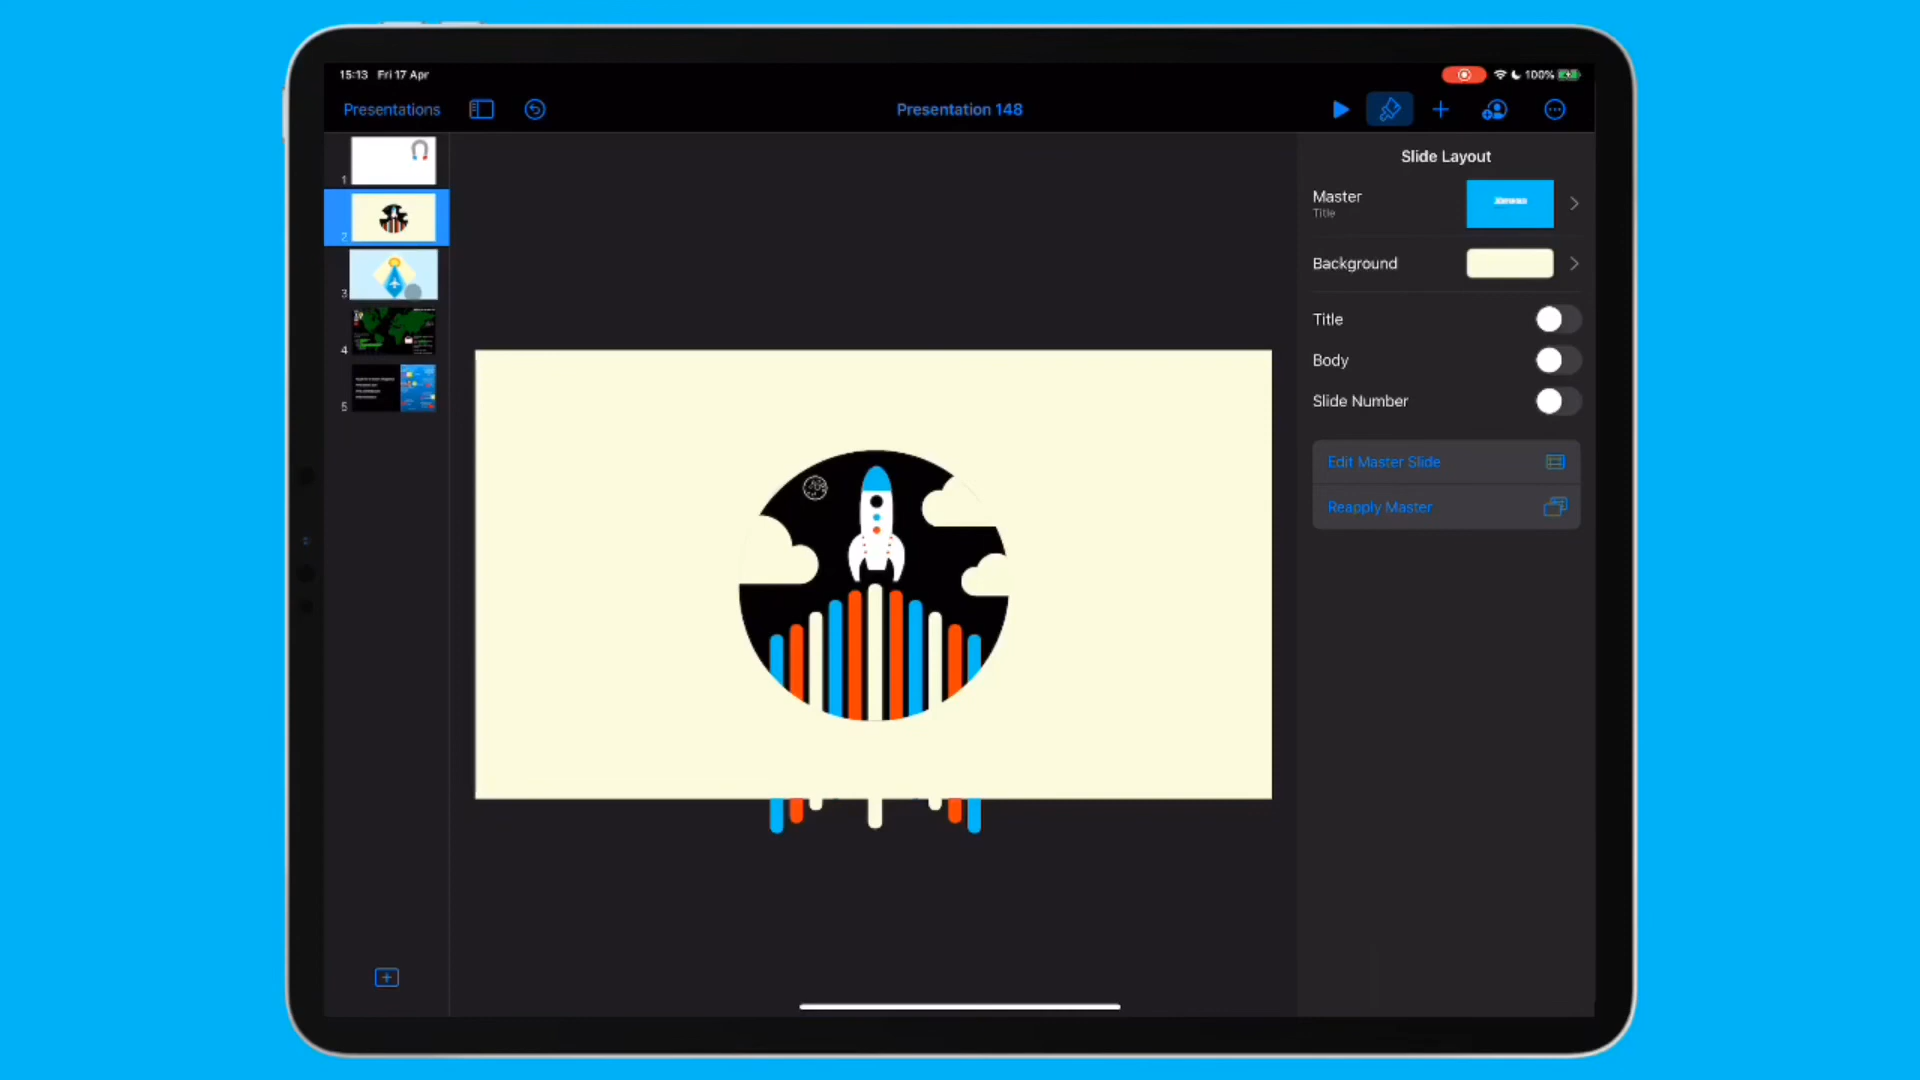 15:13 Fri 17 Apr
100%
Presentations
Presentation 148
1
2
3
4
5
Slide Layout
Master
Title
Background
Title
Body
Slide Number
Edit Master Slide
Reapply Master